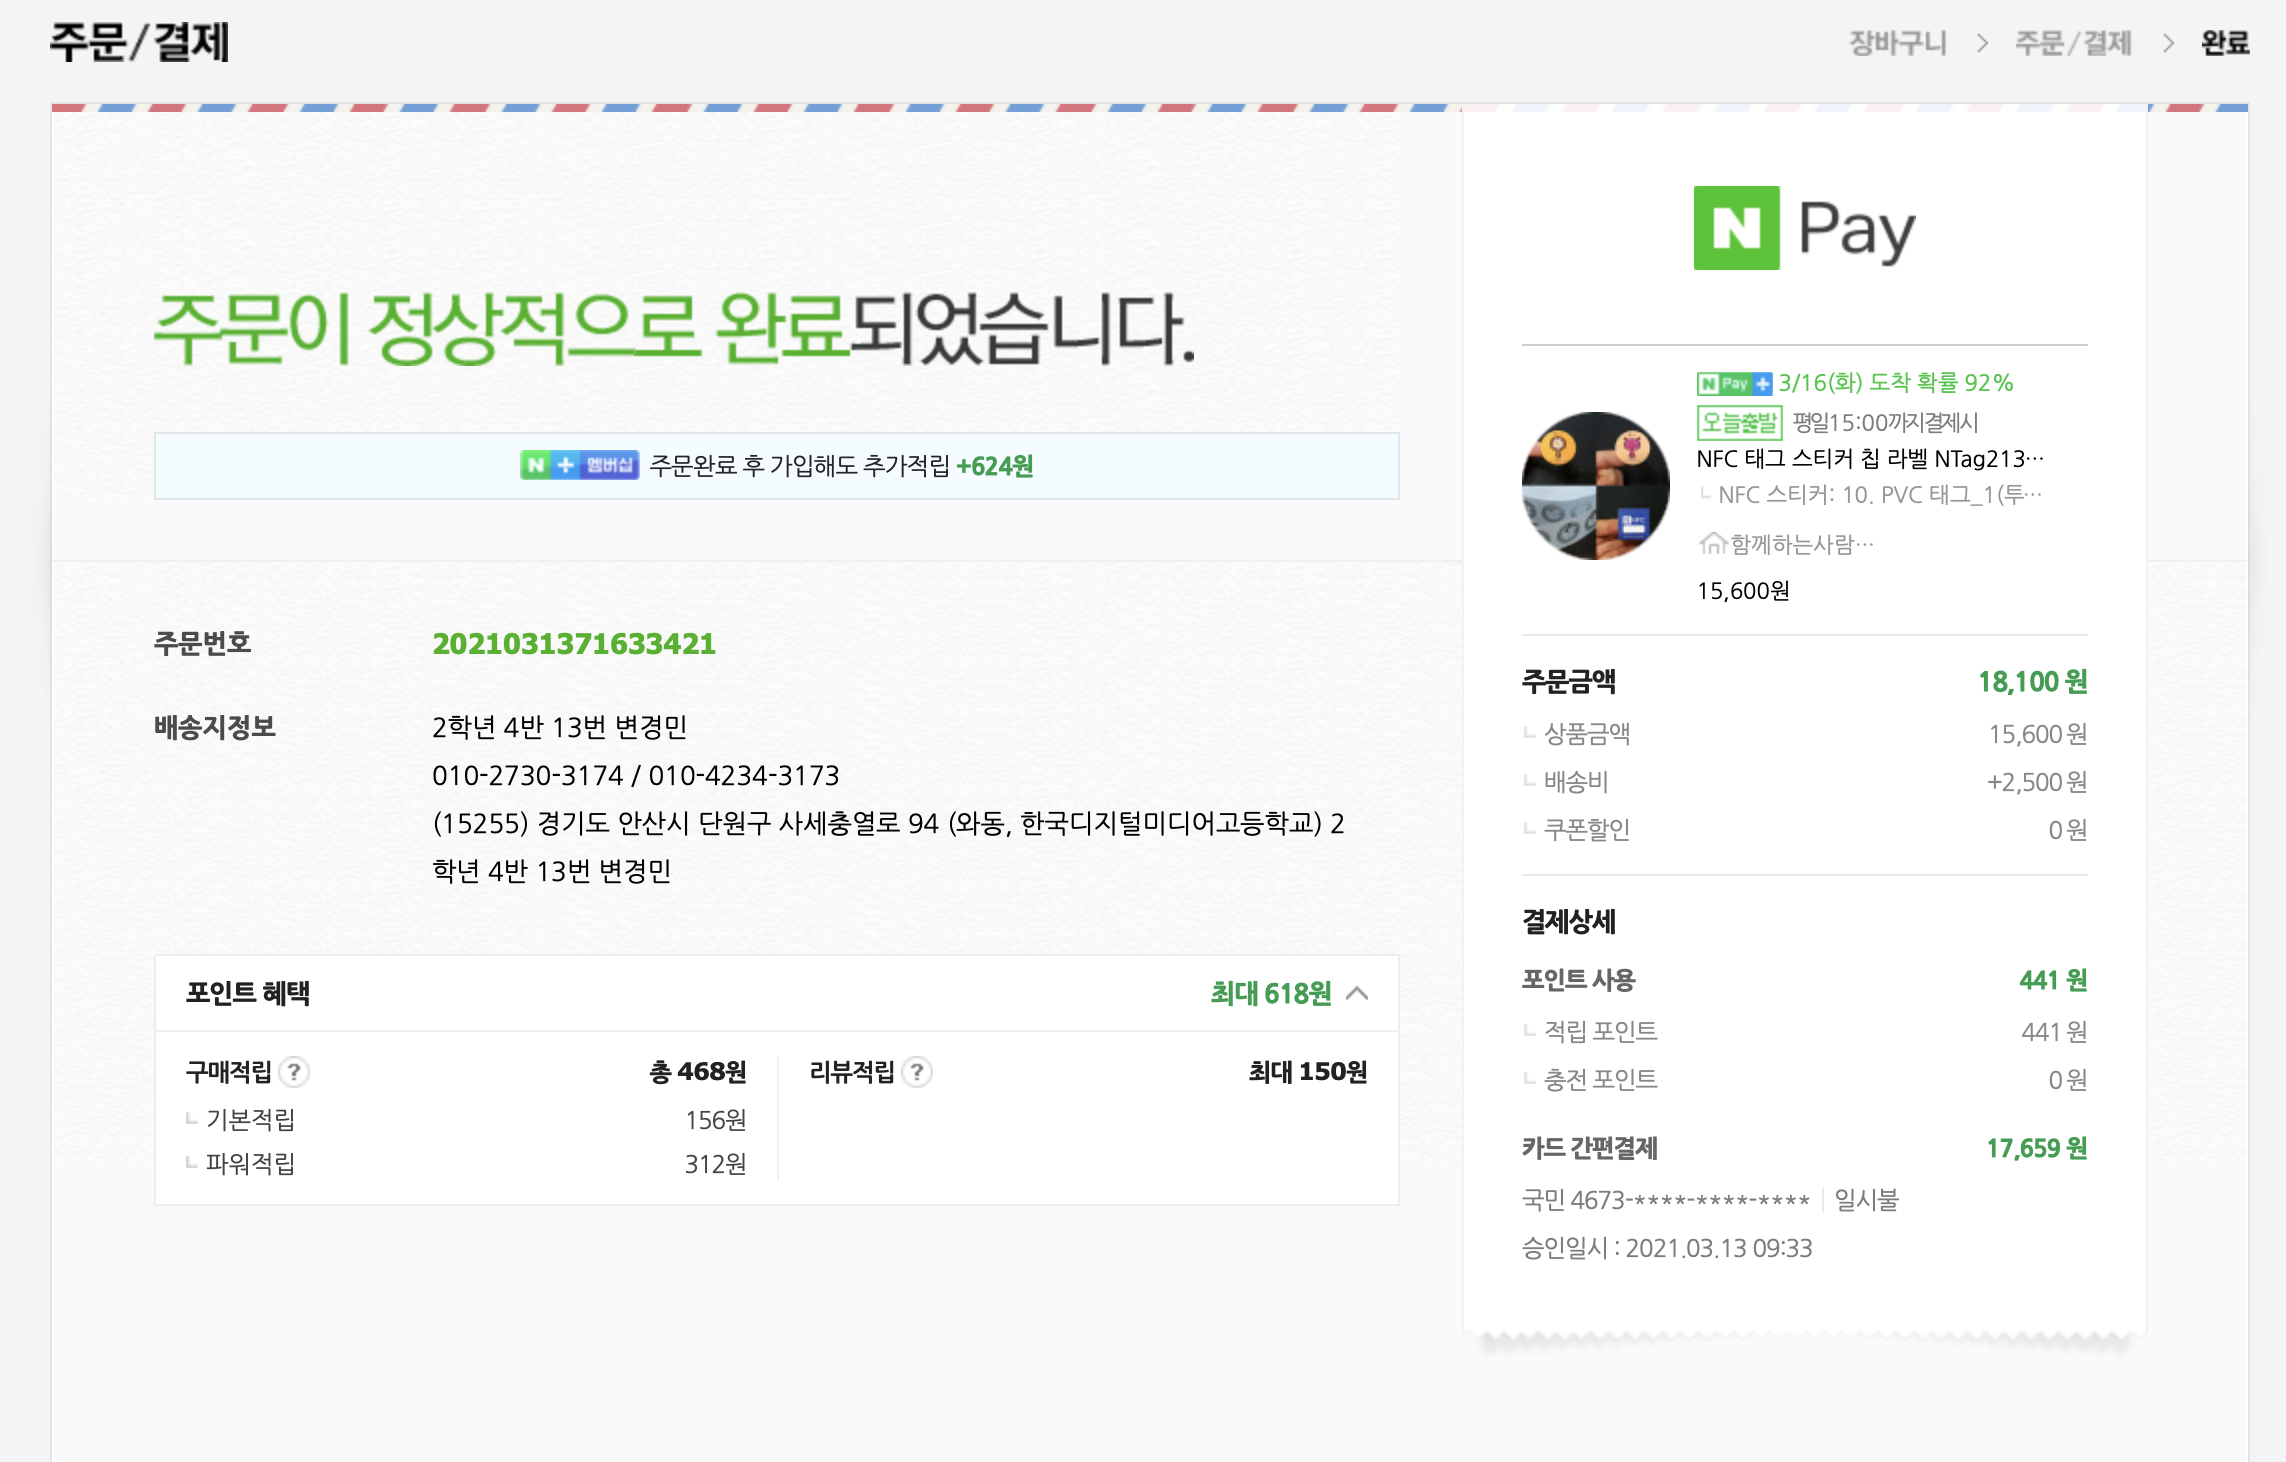 주문/결제
장바구니 > 주문/결제 > 완료
주문이 정상적으로 완료되었습니다.
N + 멤버십 주문완료 후 가입해도 추가적립 +624원
주문번호 2021031371633421
배송지정보 2학년 4반 13번 변경민
010-2730-3174 / 010-4234-3173
(15255) 경기도 안산시 단원구 사세충열로 94 (와동, 한국디지털미디어고등학교) 2
학년 4반 13번 변경민
포인트 혜택 최대 618원
구매적립 ? 총 468원
기본적립 156원
파워적립 312원
리뷰적립 ? 최대 150원
N Pay
N Pay + 3/16(화) 도착 확률 92%
오늘출발 평일15:00까지결제시
NFC 태그 스티커 칩 라벨 NTag213…
NFC 스티커: 10. PVC 태그_1(투…
함께하는사람…
15,600원
주문금액 18,100 원
상품금액 15,600 원
배송비 +2,500 원
쿠폰할인 0 원
결제상세
포인트 사용 441 원
적립 포인트 441 원
충전 포인트 0 원
카드 간편결제 17,659 원
국민 4673-****-****-**** | 일시불
승인일시 : 2021.03.13 09:33